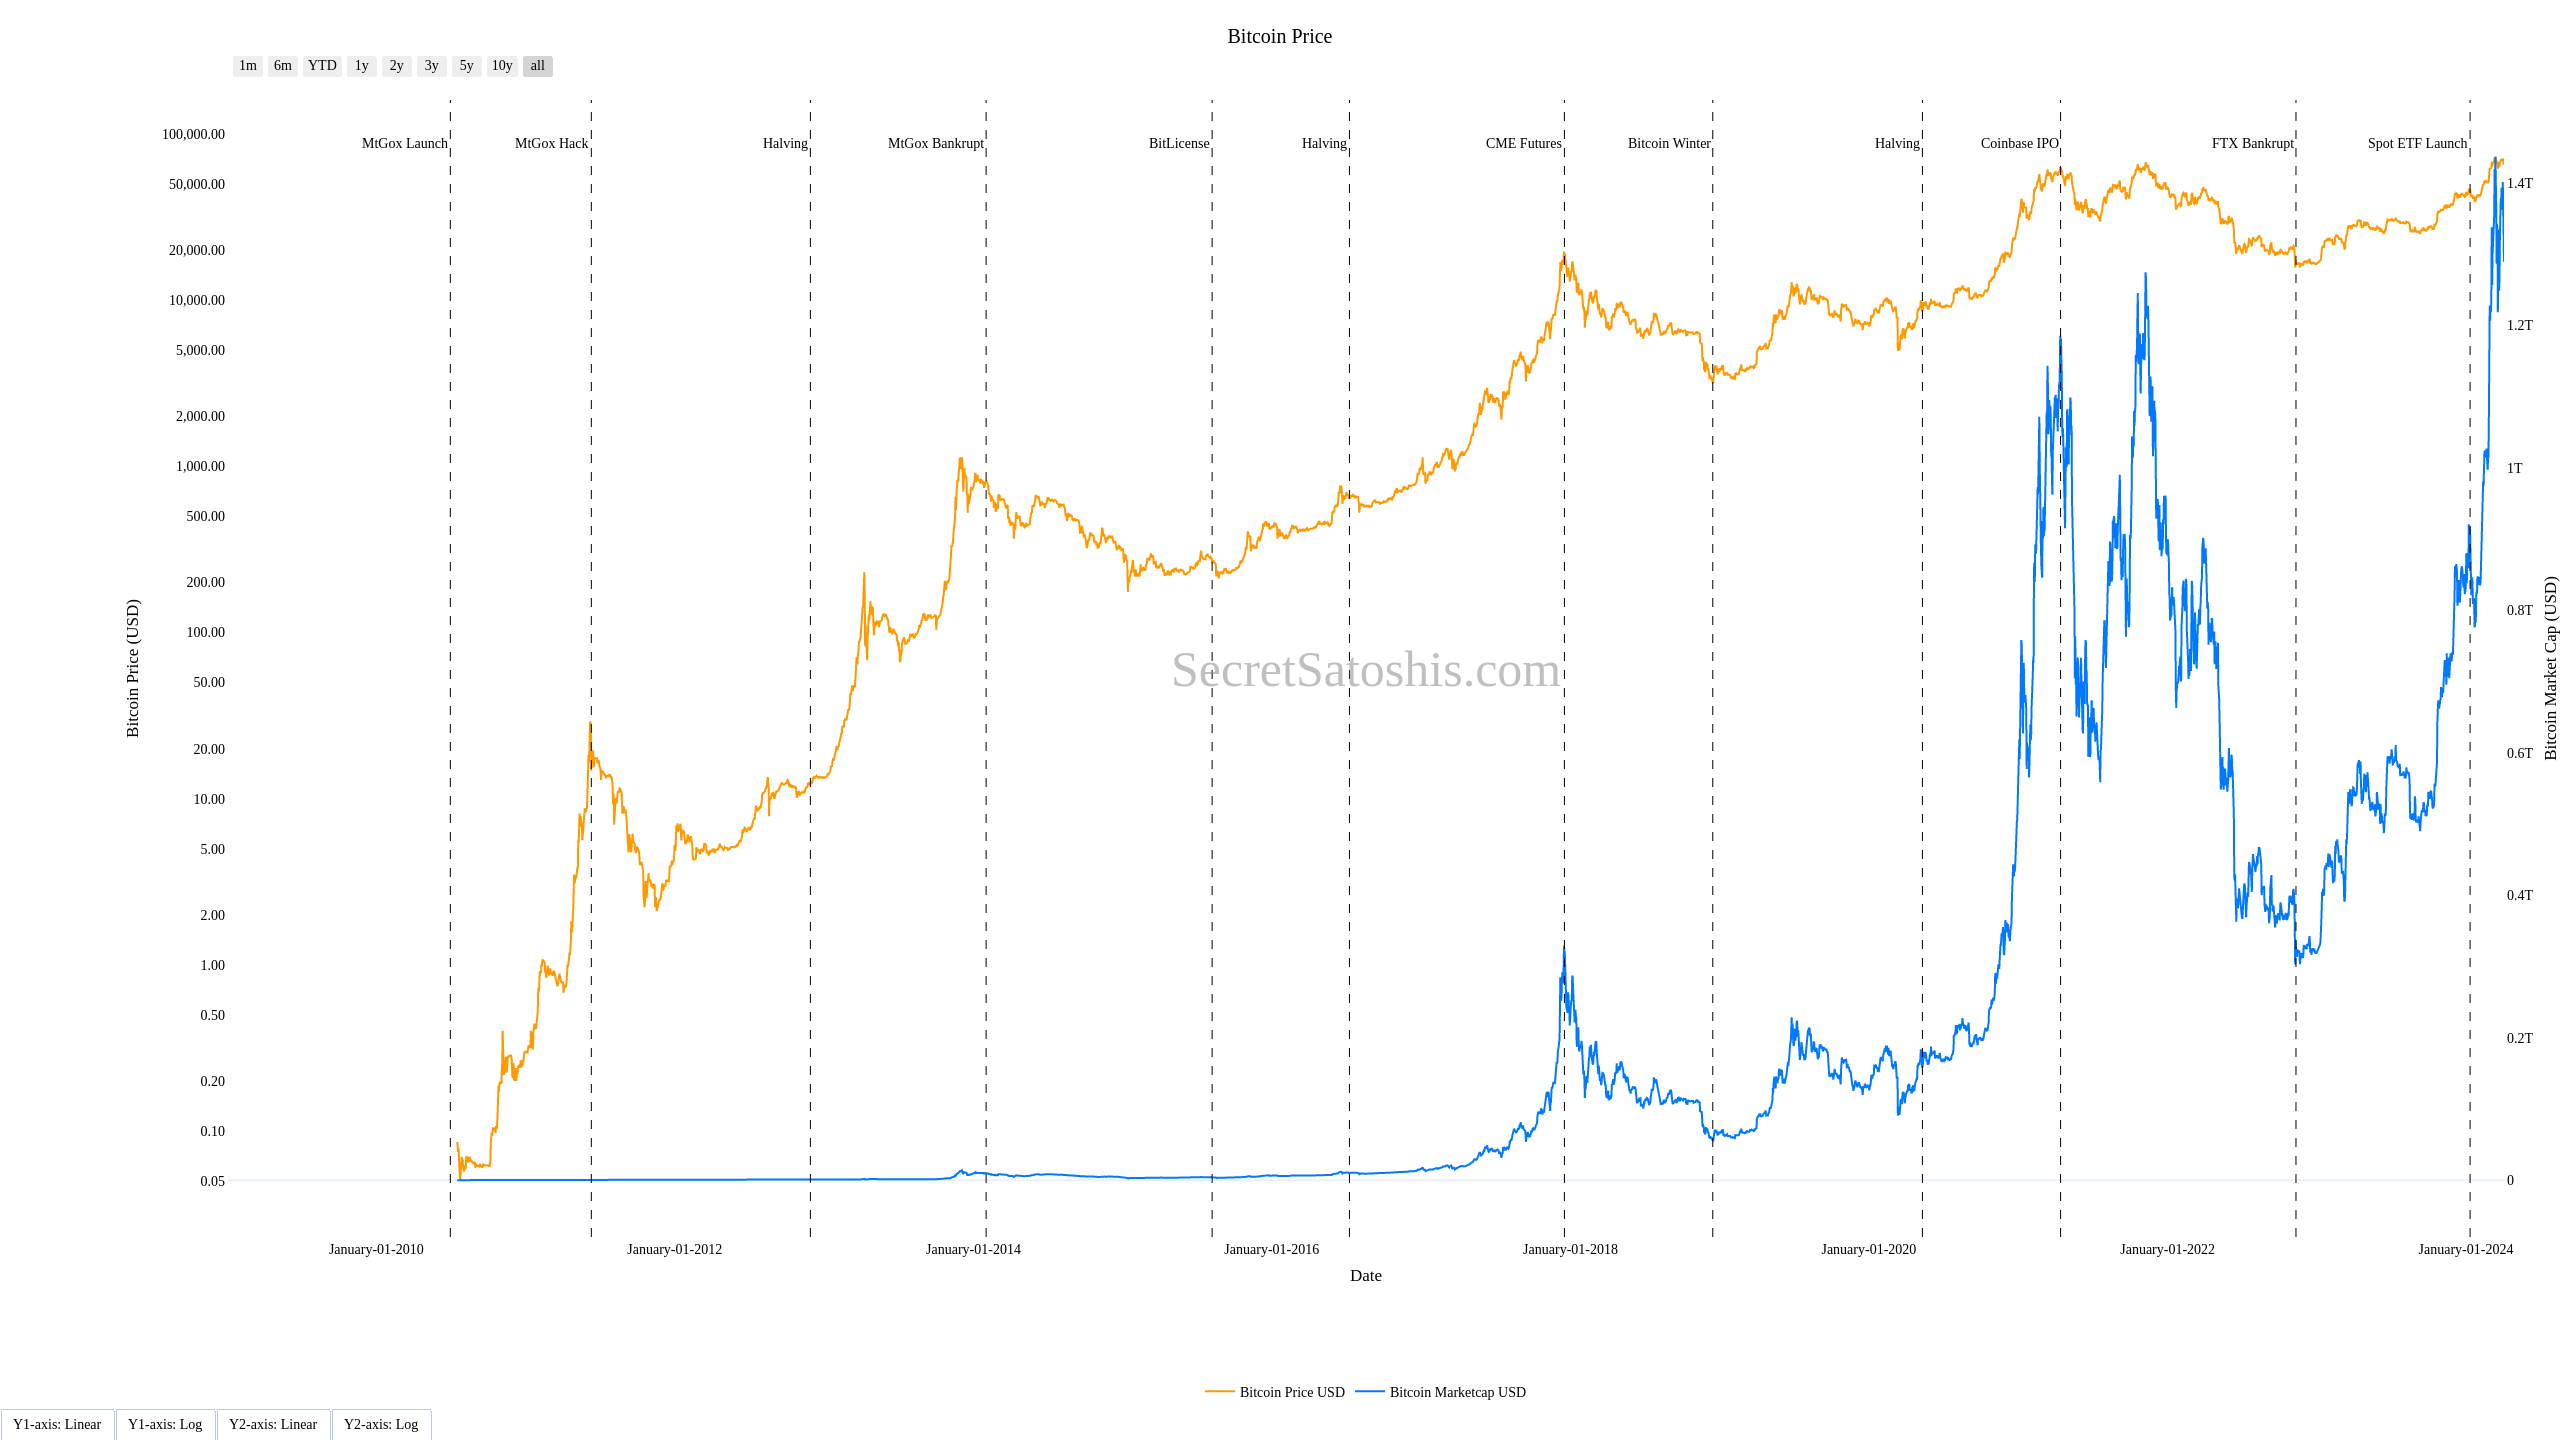 Bitcoin Price
1m 6m YTD 1y 2y 3y 5y 10y all
MtGox Launch MtGox Hack Halving MtGox Bankrupt BitLicense Halving CME Futures Bitcoin Winter Halving Coinbase IPO FTX Bankrupt Spot ETF Launch
100,000.00
50,000.00
20,000.00
10,000.00
5,000.00
2,000.00
1,000.00
500.00
200.00
100.00
50.00
20.00
10.00
5.00
2.00
1.00
0.50
0.20
0.10
0.05
Bitcoin Price (USD)
SecretSatoshis.com
1.4T
1.2T
1T
0.8T
0.6T
0.4T
0.2T
0
Bitcoin Market Cap (USD)
January-01-2010 January-01-2012 January-01-2014 January-01-2016 January-01-2018 January-01-2020 January-01-2022 January-01-2024
Date
Bitcoin Price USD Bitcoin Marketcap USD
Y1-axis: Linear Y1-axis: Log Y2-axis: Linear Y2-axis: Log